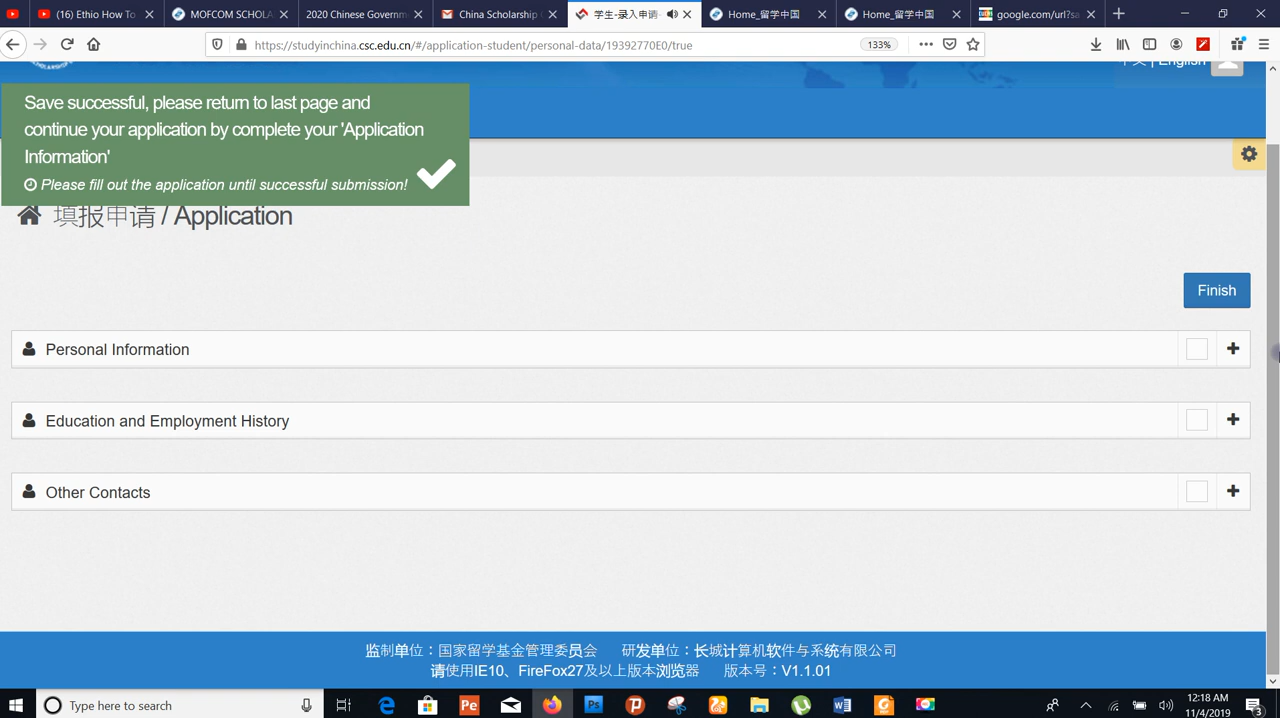 (16) Ethio How To
MOFCOM SCHOLA
2020 Chinese Governm
China Scholarship
学生-录入申请-
Home_留学中国
Home_留学中国
google.com/url?sa
https://studyinchina.csc.edu.cn/#/application-student/personal-data/19392770E0/true
133%
中文 | English
Save successful, please return to last page and
continue your application by complete your 'Application
Information'
Please fill out the application until successful submission!
填报申请 / Application
Finish
Personal Information
Education and Employment History
Other Contacts
监制单位：国家留学基金管理委员会 研发单位：长城计算机软件与系统有限公司
请使用IE10、FireFox27及以上版本浏览器 版本号：V1.1.01
Type here to search
Pe
12:18 AM
11/4/2019
3